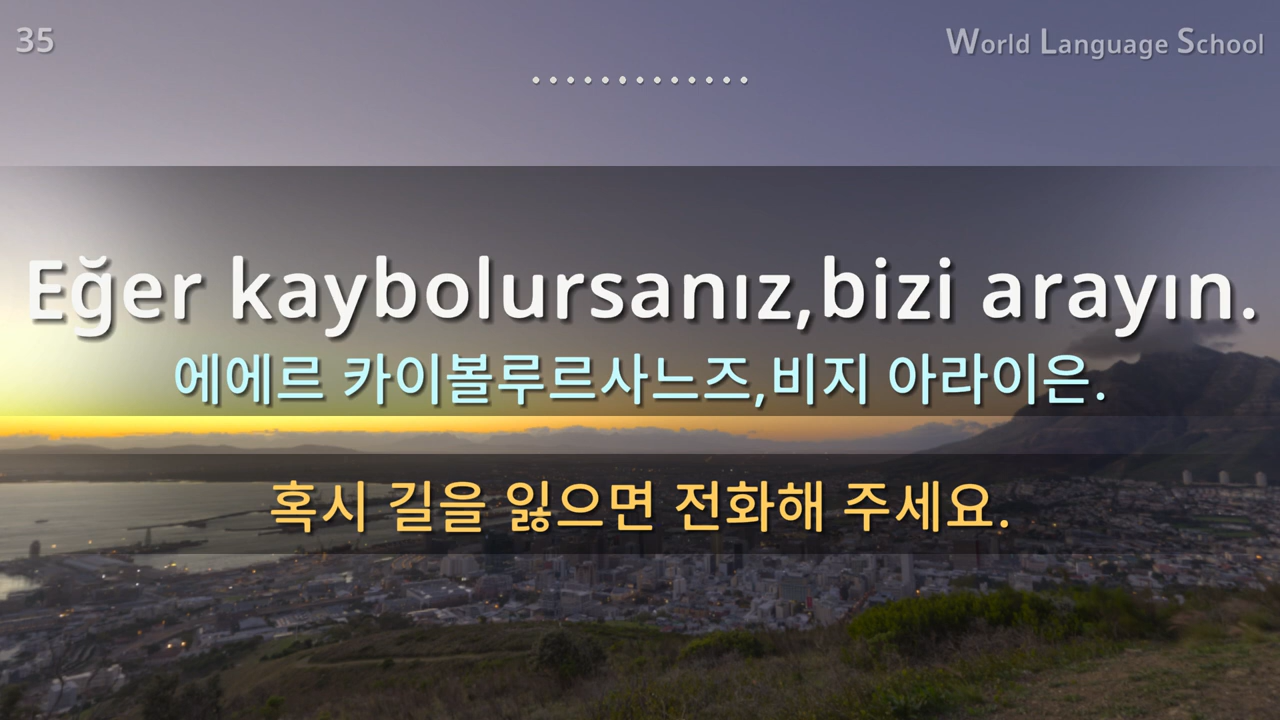 35
World Language School
Eğer kaybolursanız,bizi arayın.
에에르 카이볼루르사느즈,비지 아라이은.
혹시 길을 잃으면 전화해 주세요.